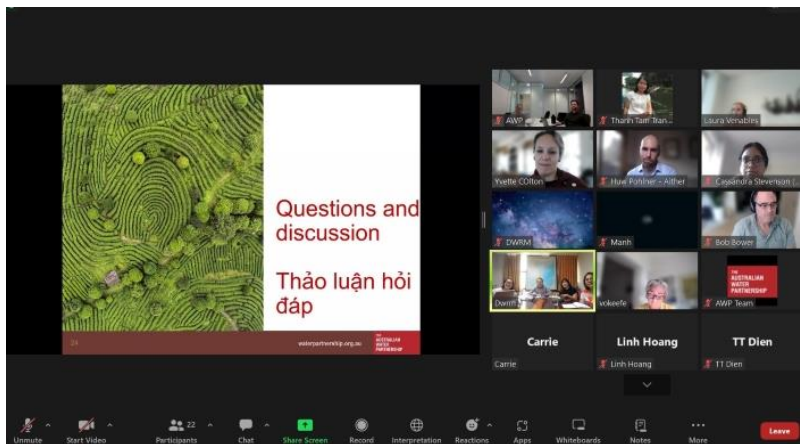 Questions and
discussion
Thảo luận hỏi
đáp
24
waterpartnership.org.au
THE
AUSTRALIAN
WATER
PARTNERSHIP
AWP
Thanh Tam Tran
Laura Venables
Yvette COlton
Huw Pohlner - Aither
Cassandra Stevenson (...
DWRM
Manh
Bob Bower
Dwrm
vokeefe
THE
AUSTRALIAN
WATER
PARTNERSHIP
AWP Team
Carrie
Carrie
Linh Hoang
Linh Hoang
TT Dien
TT Dien
Unmute
Start Video
22
Participants
Chat
Share Screen
Record
Interpretation
Reactions
Apps
Whiteboards
Notes
More
Leave